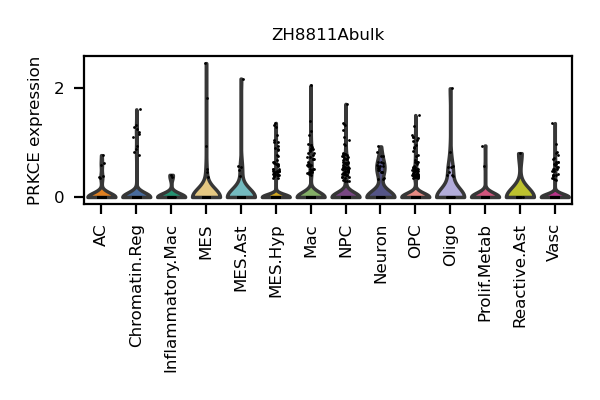 ZH8811Abulk
PRKCE expression
2
0
AC
Chromatin.Reg
Inflammatory.Mac
MES
MES.Ast
MES.Hyp
Mac
NPC
Neuron
OPC
Oligo
Prolif.Metab
Reactive.Ast
Vasc